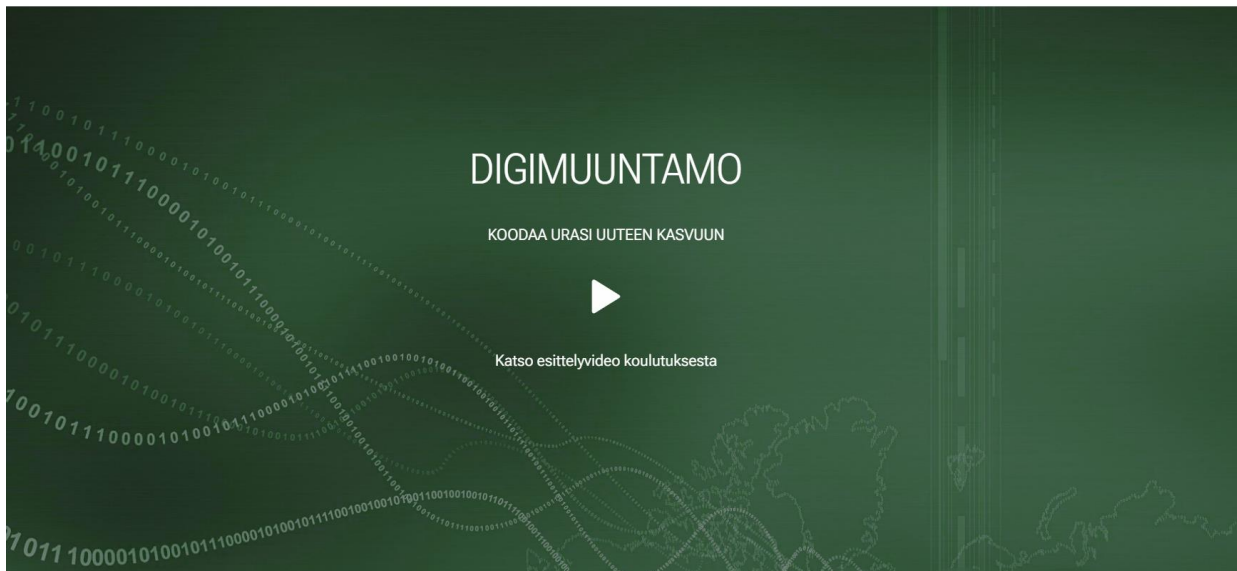 DIGIMUUNTAMO
KOODAA URASI UUTEEN KASVUUN
Katso esittelyvideo koulutuksesta